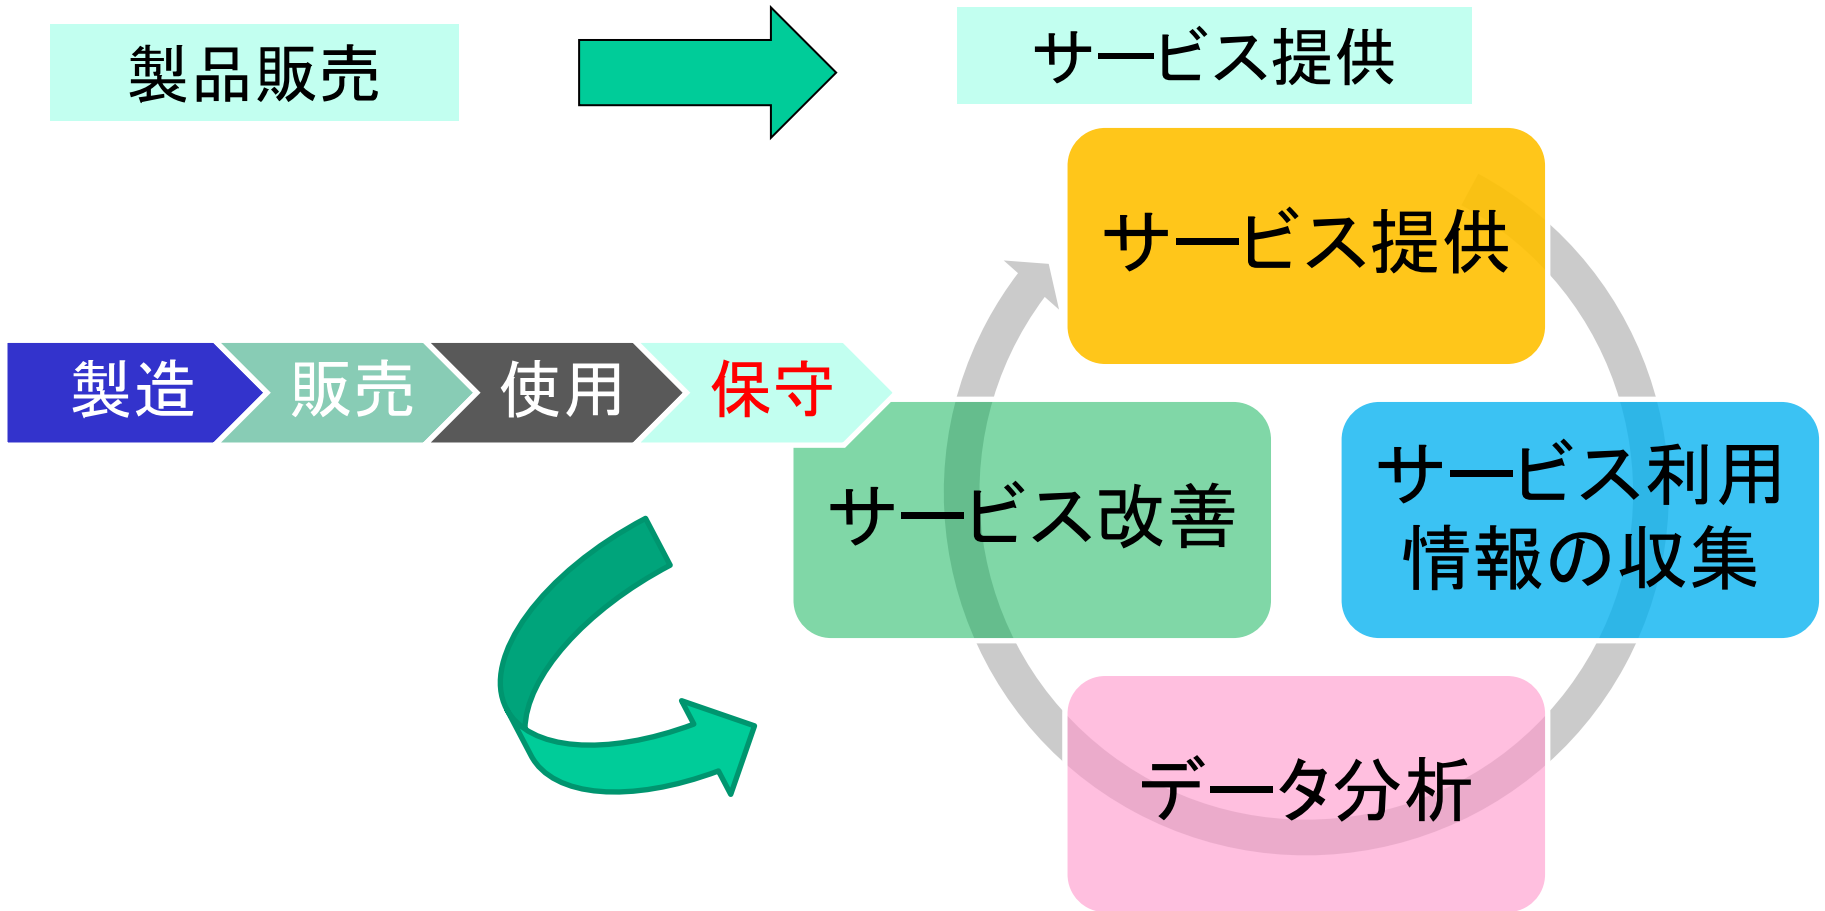 製品販売
サービス提供
製造
販売
使用
保守
サービス提供
サービス利用
情報の収集
データ分析
サービス改善